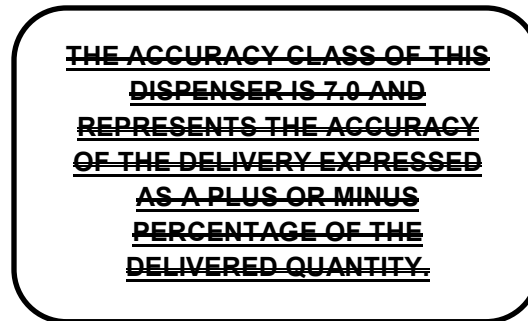 THE ACCURACY CLASS OF THIS
DISPENSER IS 7.0 AND
REPRESENTS THE ACCURACY
OF THE DELIVERY EXPRESSED
AS A PLUS OR MINUS
PERCENTAGE OF THE
DELIVERED QUANTITY.